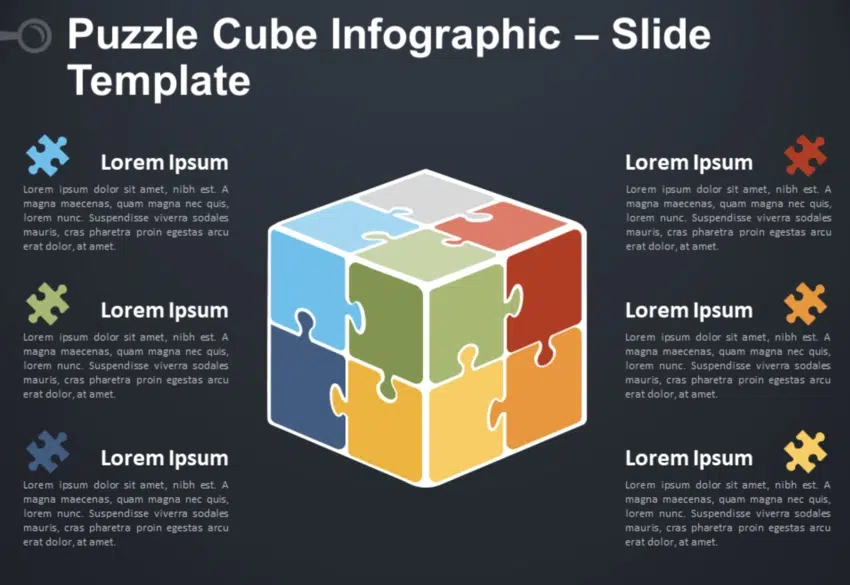 Puzzle Cube Infographic – Slide
Template
Lorem Ipsum
Lorem ipsum dolor sit amet, nibh est. A
magna maecenas, quam magna nec quis,
lorem nunc. Suspendisse viverra sodales
mauris, cras pharetra proin egestas arcu
erat dolor, at amet.
Lorem Ipsum
Lorem ipsum dolor sit amet, nibh est. A
magna maecenas, quam magna nec quis,
lorem nunc. Suspendisse viverra sodales
mauris, cras pharetra proin egestas arcu
erat dolor, at amet.
Lorem Ipsum
Lorem ipsum dolor sit amet, nibh est. A
magna maecenas, quam magna nec quis,
lorem nunc. Suspendisse viverra sodales
mauris, cras pharetra proin egestas arcu
erat dolor, at amet.
Lorem Ipsum
Lorem ipsum dolor sit amet, nibh est. A
magna maecenas, quam magna nec quis,
lorem nunc. Suspendisse viverra sodales
mauris, cras pharetra proin egestas arcu
erat dolor, at amet.
Lorem Ipsum
Lorem ipsum dolor sit amet, nibh est. A
magna maecenas, quam magna nec quis,
lorem nunc. Suspendisse viverra sodales
mauris, cras pharetra proin egestas arcu
erat dolor, at amet.
Lorem Ipsum
Lorem ipsum dolor sit amet, nibh est. A
magna maecenas, quam magna nec quis,
lorem nunc. Suspendisse viverra sodales
mauris, cras pharetra proin egestas arcu
erat dolor, at amet.